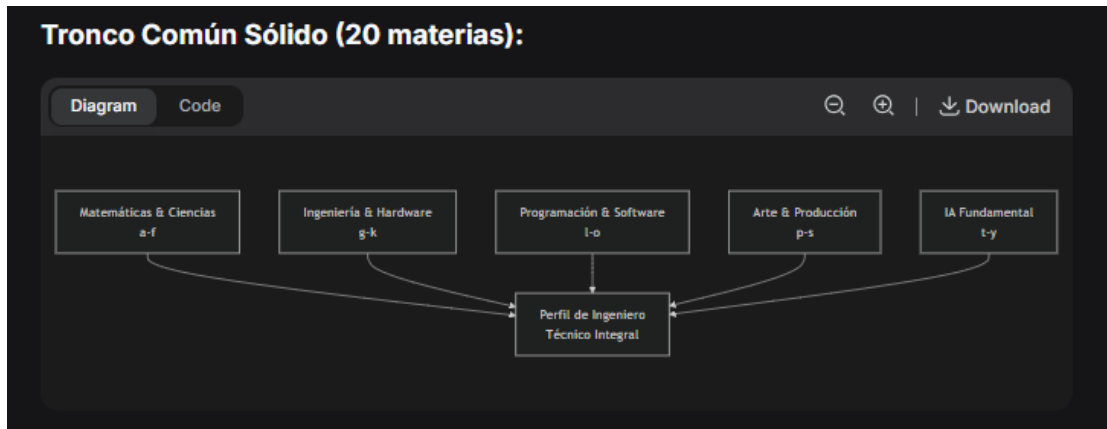 Tronco Común Sólido (20 materias):
Diagram Code | Download
Matemáticas & Ciencias
a-f
Ingeniería & Hardware
g-k
Programación & Software
l-o
Arte & Producción
p-s
IA Fundamental
t-y
Perfil de Ingeniero
Técnico Integral